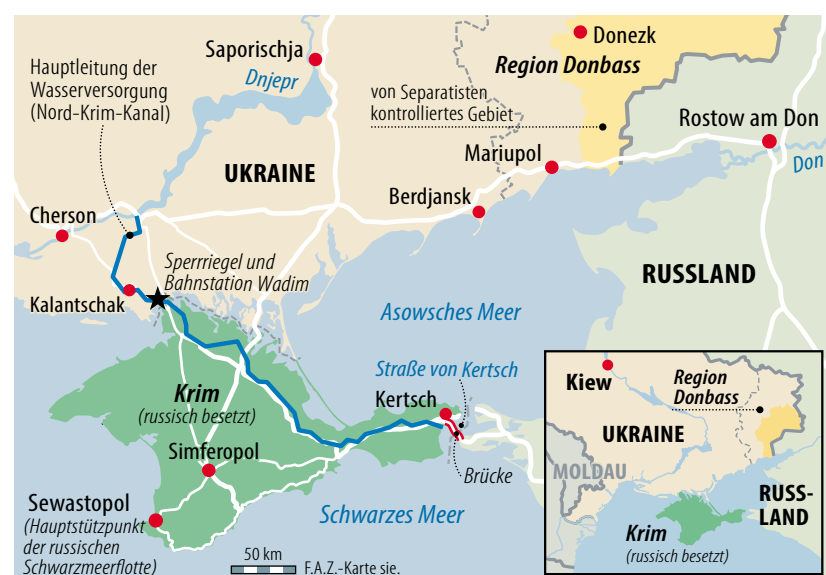 Saporischja
Dnjepr
Hauptleitung der
Wasserversorgung
(Nord-Krim-Kanal)
Donezk
Region Donbass
von Separatisten
kontrolliertes Gebiet
Rostow am Don
Don
Mariupol
UKRAINE
Berdjansk
Cherson
Sperrriegel und
Bahnstation Wadim
Kalantschak
RUSSLAND
Asowsches Meer
Straße von Kertsch
Krim
(russisch besetzt)
Kertsch
Simferopol
Brücke
Sewastopol
(Hauptstützpunkt
der russischen
Schwarzmeerflotte)
Schwarzes Meer
50 km
F.A.Z.-Karte sie.
Kiew
Region
Donbass
UKRAINE
MOLDAU
RUSS-
LAND
Krim
(russisch besetzt)